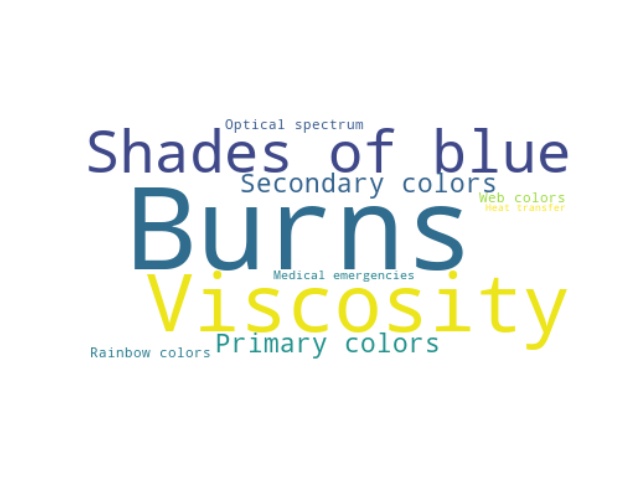 Optical spectrum
Shades of blue
Secondary colors
Web colors
Heat transfer
Burns
Medical emergencies
Viscosity
Primary colors
Rainbow colors